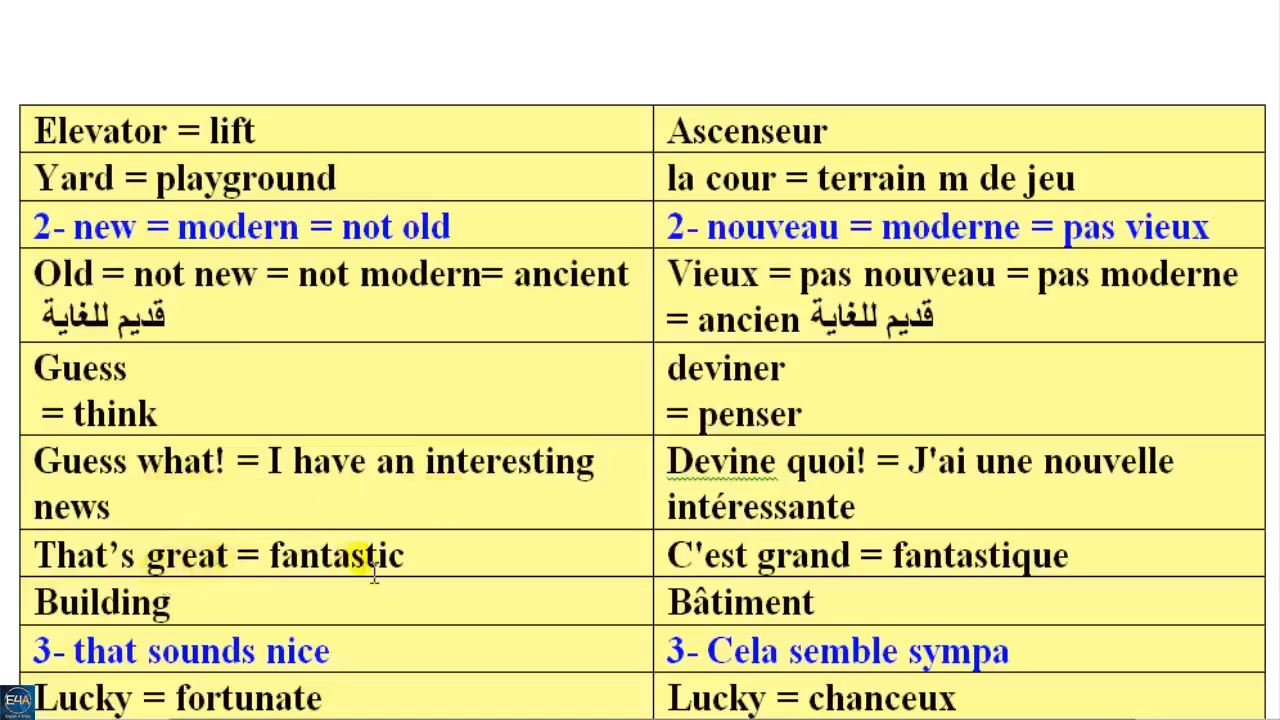 Elevator = lift
Ascenseur
Yard = playground
la cour = terrain m de jeu
2- new = modern = not old
2- nouveau = moderne = pas vieux
Old = not new = not modern= ancient
قديم للغاية
Vieux = pas nouveau = pas moderne
= ancien قديم للغاية
Guess
= think
deviner
= penser
Guess what! = I have an interesting
news
Devine quoi! = J'ai une nouvelle
intéressante
That’s great = fantastic
C'est grand = fantastique
Building
Bâtiment
3- that sounds nice
3- Cela semble sympa
Lucky = fortunate
Lucky = chanceux
E4A